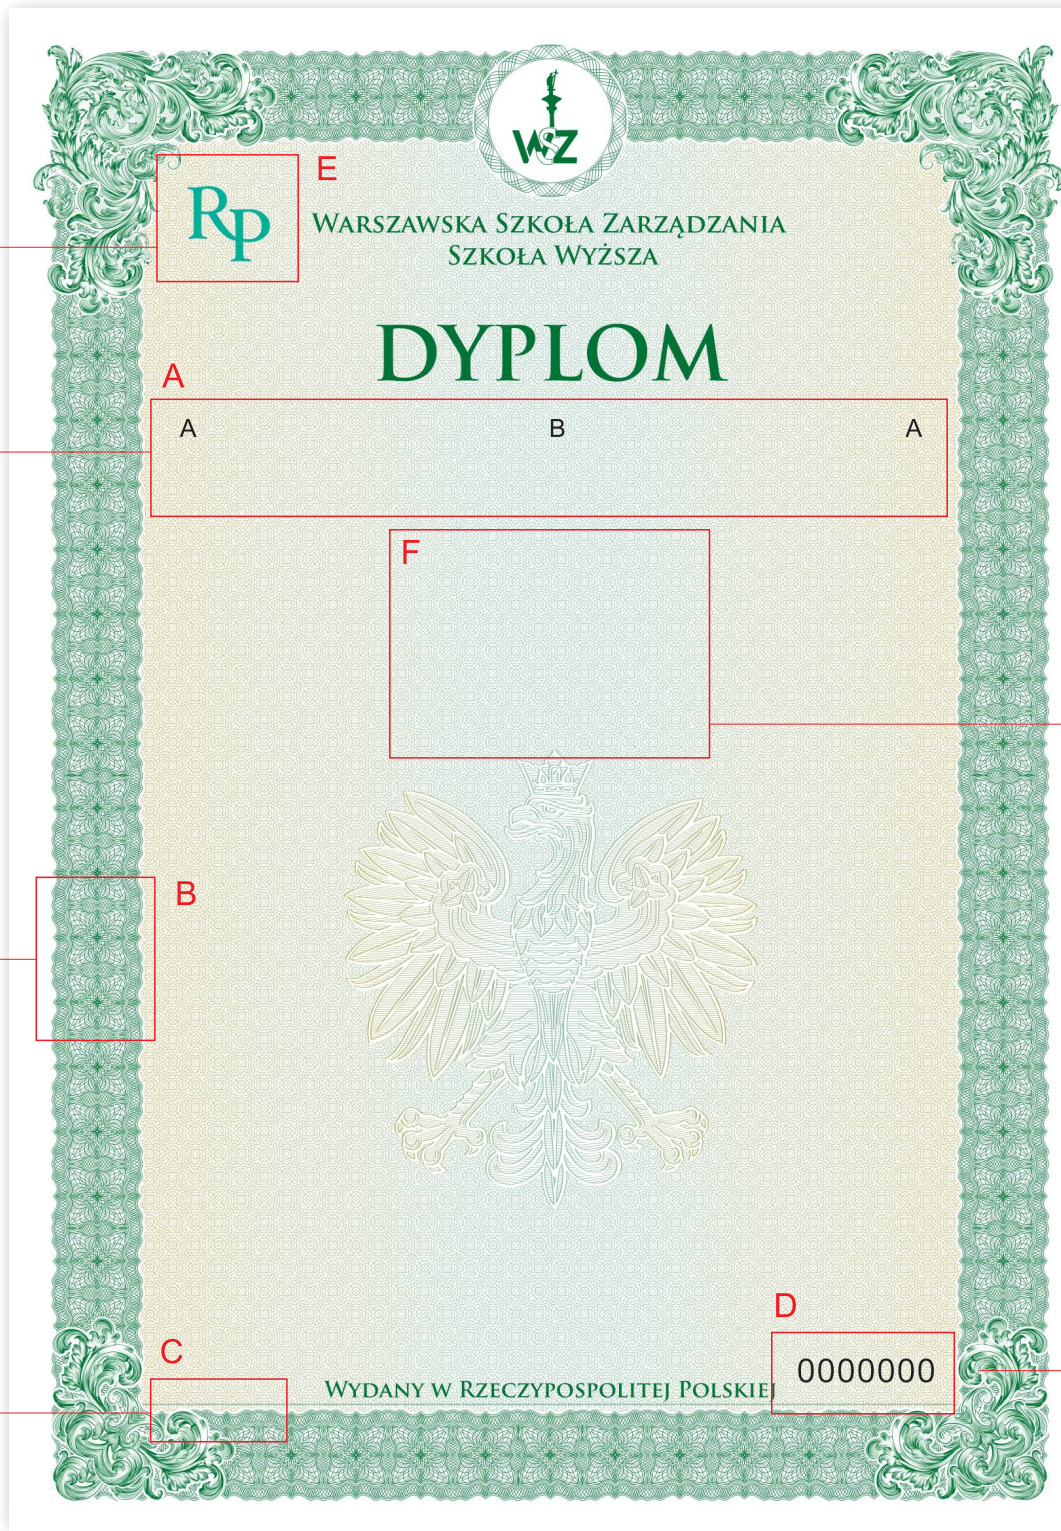 WSZ
E
RP
WARSZAWSKA SZKOŁA ZARZĄDZANIA
SZKOŁA WYŻSZA
DYPLOM
A
A B A
F
B
D
C
0000000
WYDANY W RZECZYPOSPOLITEJ POLSKIEJ